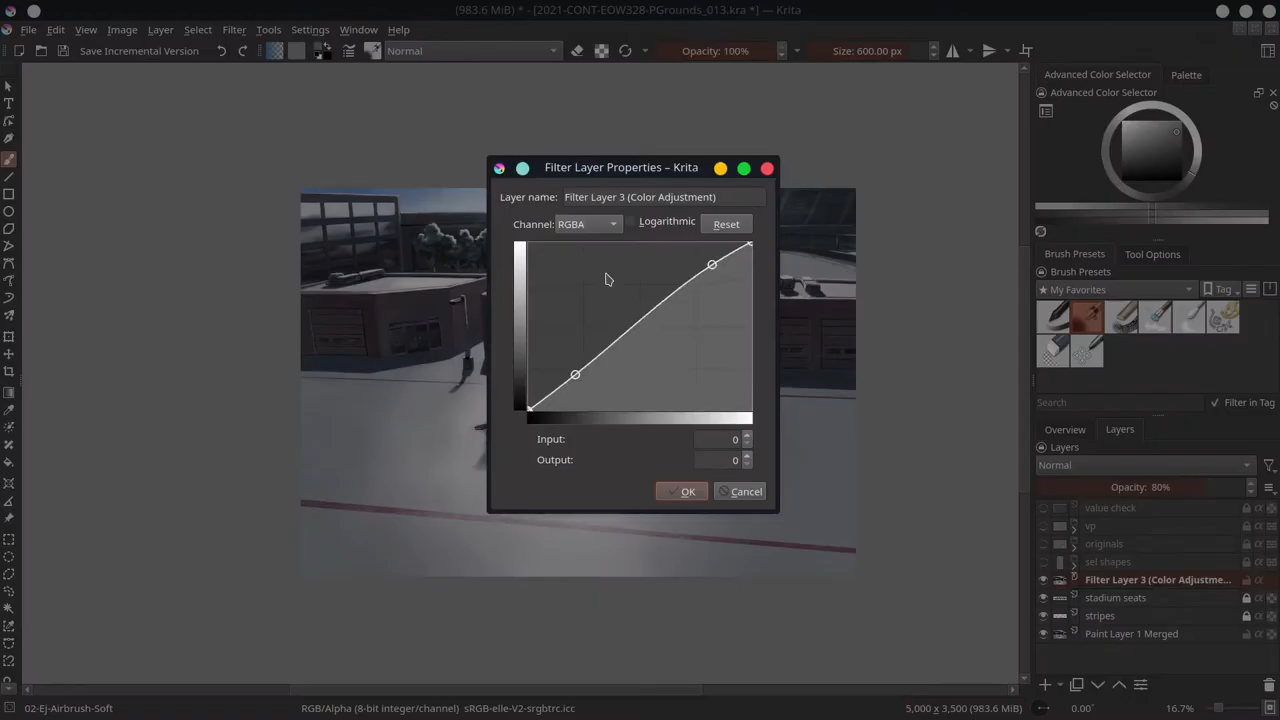 (983.6 MiB) * [2021-CONT-EOW328-PGrounds_013.kra *] — Krita
File Edit View Image Layer Select Filter Tools Settings Window Help
Save Incremental Version Normal Opacity: 100% Size: 600.00 px
Advanced Color Selector Palette
Advanced Color Selector
Filter Layer Properties – Krita
Layer name: Filter Layer 3 (Color Adjustment)
Channel: RGBA Logarithmic Reset
Input: 0
Output: 0
OK Cancel
Brush Presets Tool Options
Brush Presets
My Favorites Tag
Search Filter in Tag
Overview Layers
Layers
Normal
Opacity: 80%
value check
vp
originals
sel shapes
Filter Layer 3 (Color Adjustme...
stadium seats
stripes
Paint Layer 1 Merged
02-Ej-Airbrush-Soft RGB/Alpha (8-bit integer/channel) sRGB-elle-V2-srgbtrc.icc 5,000 x 3,500 (983.6 MiB) 0.00° 16.7%